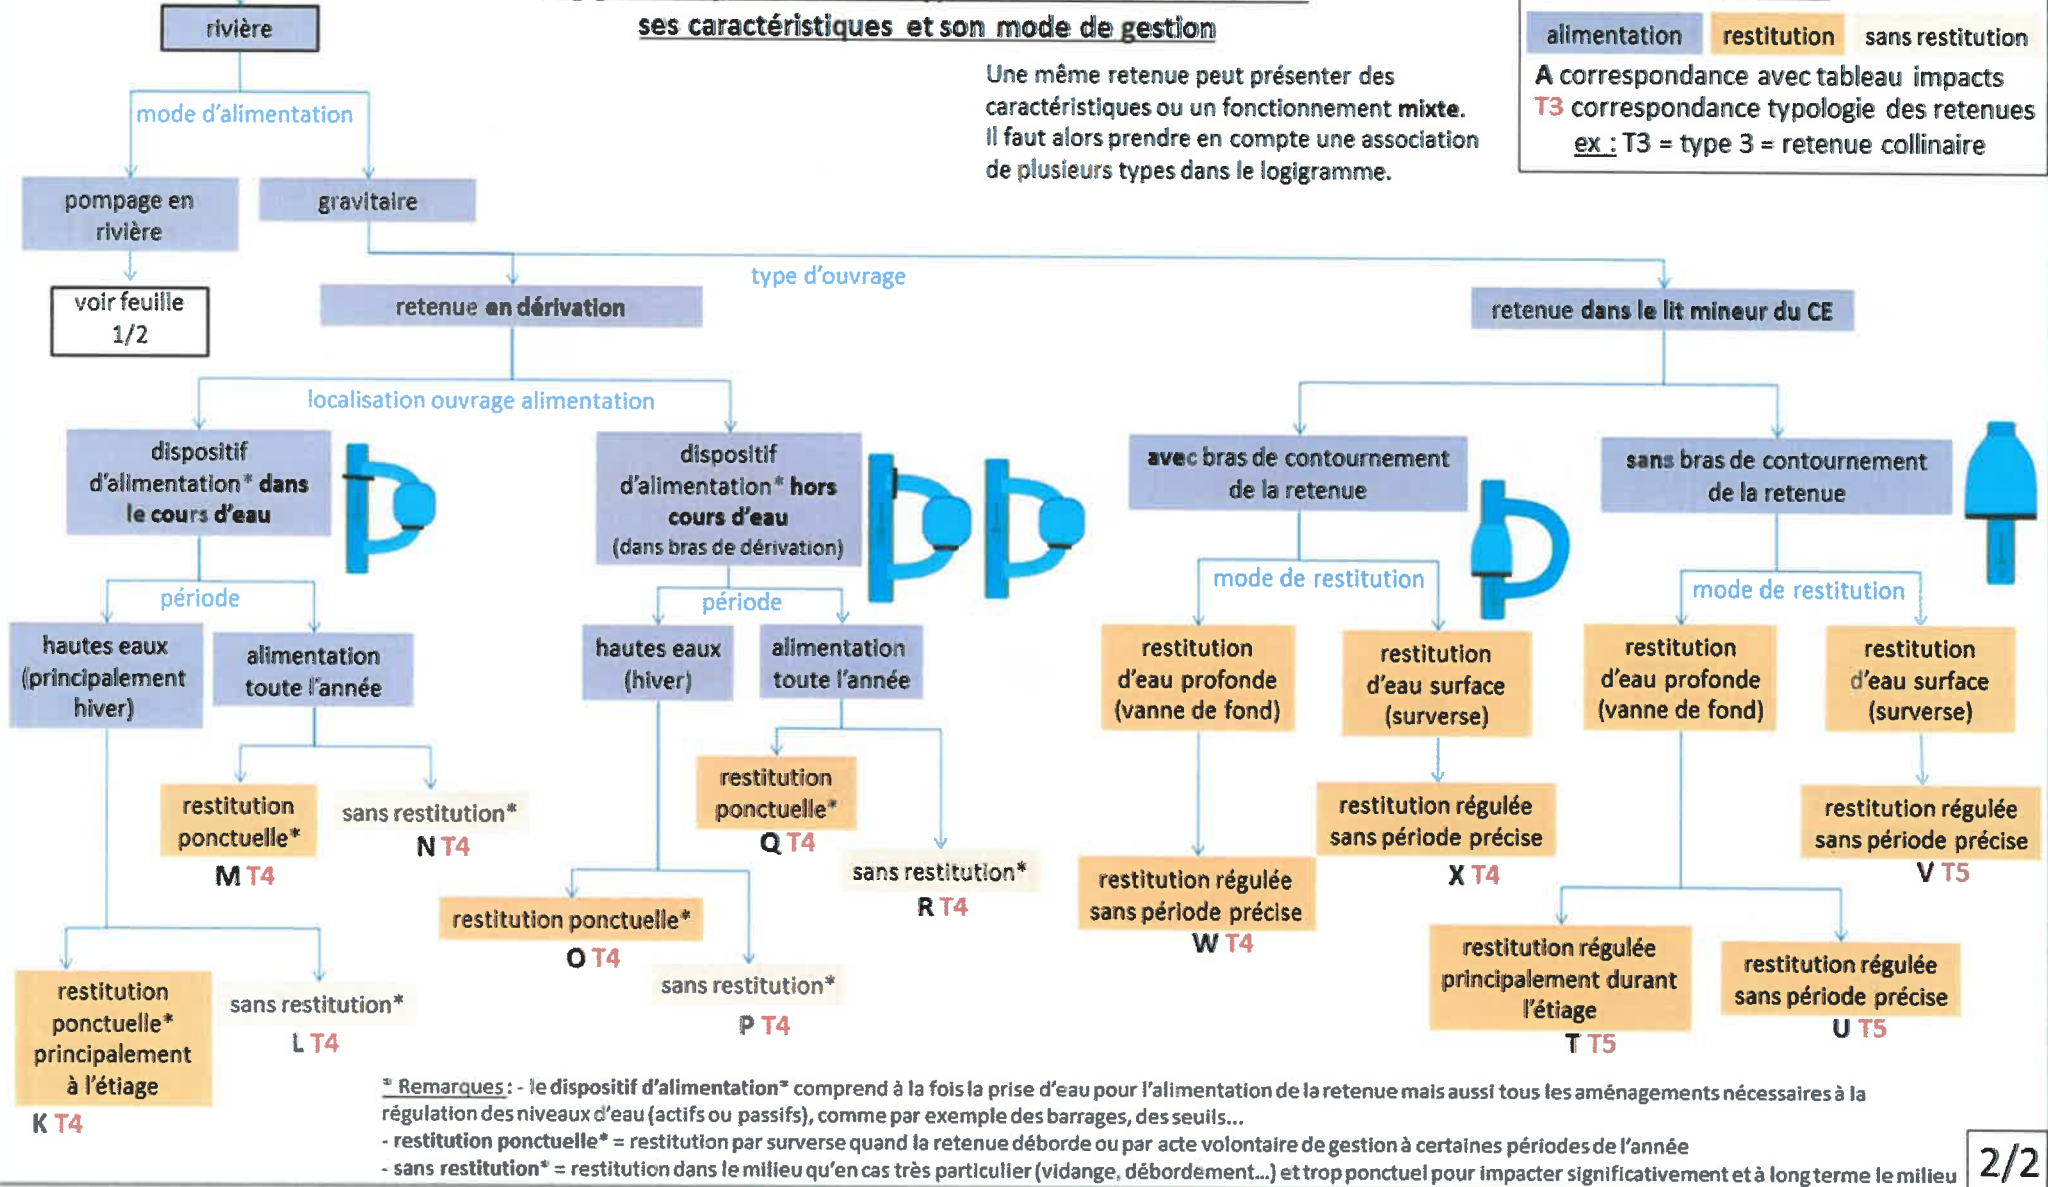 ses caractéristiques et son mode de gestion
rivière
alimentation
restitution
sans restitution
A correspondance avec tableau impacts
T3 correspondance typologie des retenues
ex : T3 = type 3 = retenue collinaire
Une même retenue peut présenter des
caractéristiques ou un fonctionnement mixte.
Il faut alors prendre en compte une association
de plusieurs types dans le logigramme.
mode d'alimentation
pompage en
rivière
gravitaire
voir feuille
1/2
type d'ouvrage
retenue en dérivation
retenue dans le lit mineur du CE
localisation ouvrage alimentation
dispositif
d'alimentation* dans
le cours d'eau
dispositif
d'alimentation* hors
cours d'eau
(dans bras de dérivation)
avec bras de contournement
de la retenue
sans bras de contournement
de la retenue
période
période
mode de restitution
mode de restitution
hautes eaux
(principalement
hiver)
alimentation
toute l'année
hautes eaux
(hiver)
alimentation
toute l'année
restitution
d'eau profonde
(vanne de fond)
restitution
d'eau surface
(surverse)
restitution
d'eau profonde
(vanne de fond)
restitution
d'eau surface
(surverse)
restitution
ponctuelle*
M T4
sans restitution*
N T4
restitution
ponctuelle*
Q T4
sans restitution*
R T4
restitution régulée
sans période précise
W T4
restitution régulée
sans période précise
X T4
restitution régulée
sans période précise
V T5
restitution
ponctuelle*
principalement
à l'étiage
K T4
sans restitution*
L T4
restitution ponctuelle*
O T4
sans restitution*
P T4
restitution régulée
principalement durant
l'étiage
T T5
restitution régulée
sans période précise
U T5
* Remarques : - le dispositif d'alimentation* comprend à la fois la prise d'eau pour l'alimentation de la retenue mais aussi tous les aménagements nécessaires à la
régulation des niveaux d'eau (actifs ou passifs), comme par exemple des barrages, des seuils...
- restitution ponctuelle* = restitution par surverse quand la retenue déborde ou par acte volontaire de gestion à certaines périodes de l'année
- sans restitution* = restitution dans le milieu qu'en cas très particulier (vidange, débordement...) et trop ponctuel pour impacter significativement et à long terme le milieu
2/2